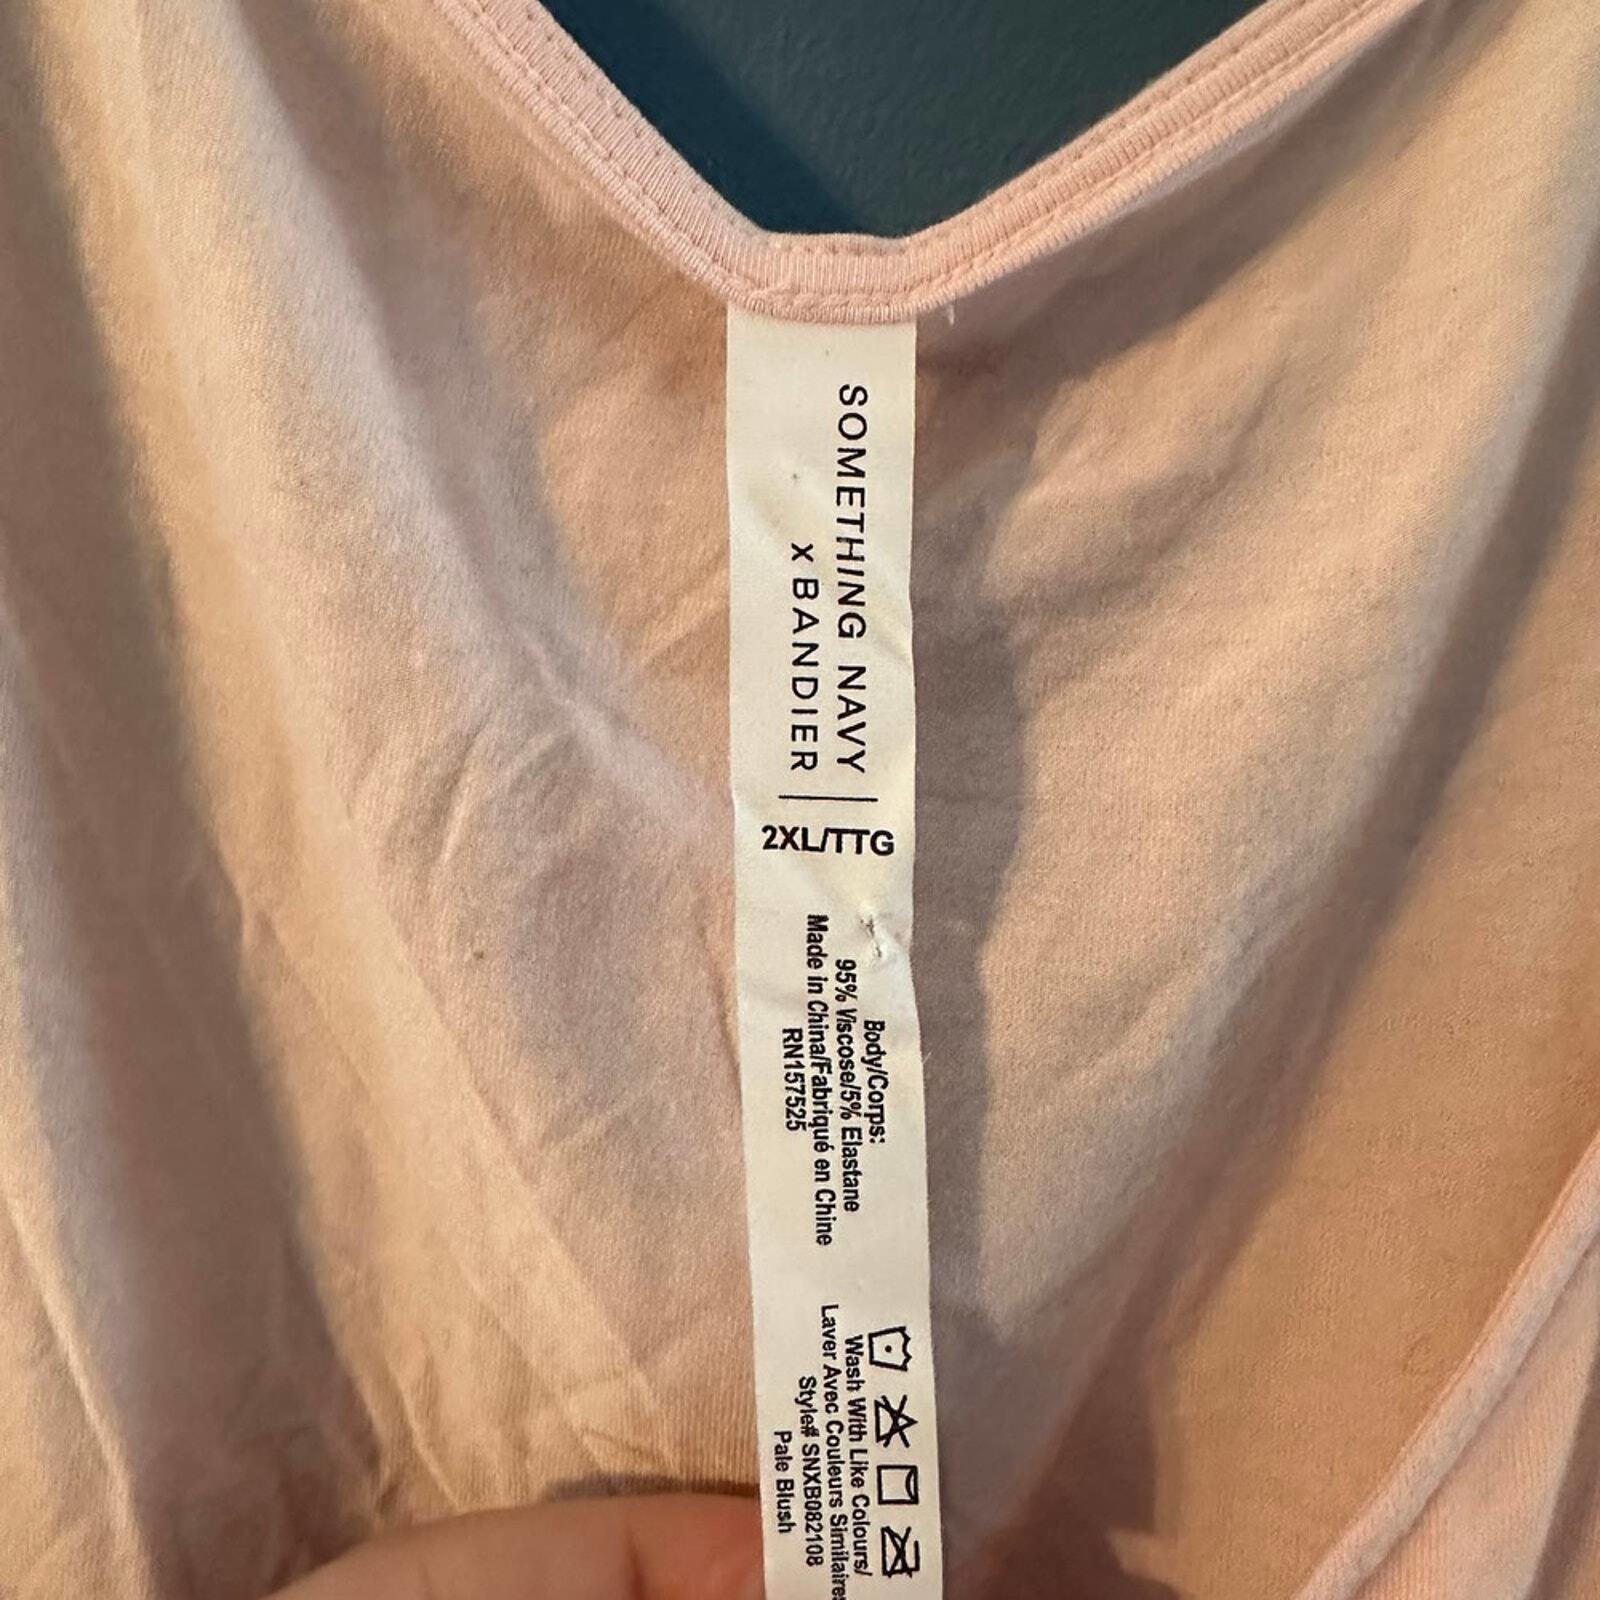 SOMETHING NAVY
x BANDIER
2XL/TTG
Body/Corps:
95% Viscose/5% Elastane
Made in China/Fabriqué en Chine
RN157525
Wash With Like Colours/
Laver Avec Couleurs Similaires
Style# SNXB082108
Pale Blush